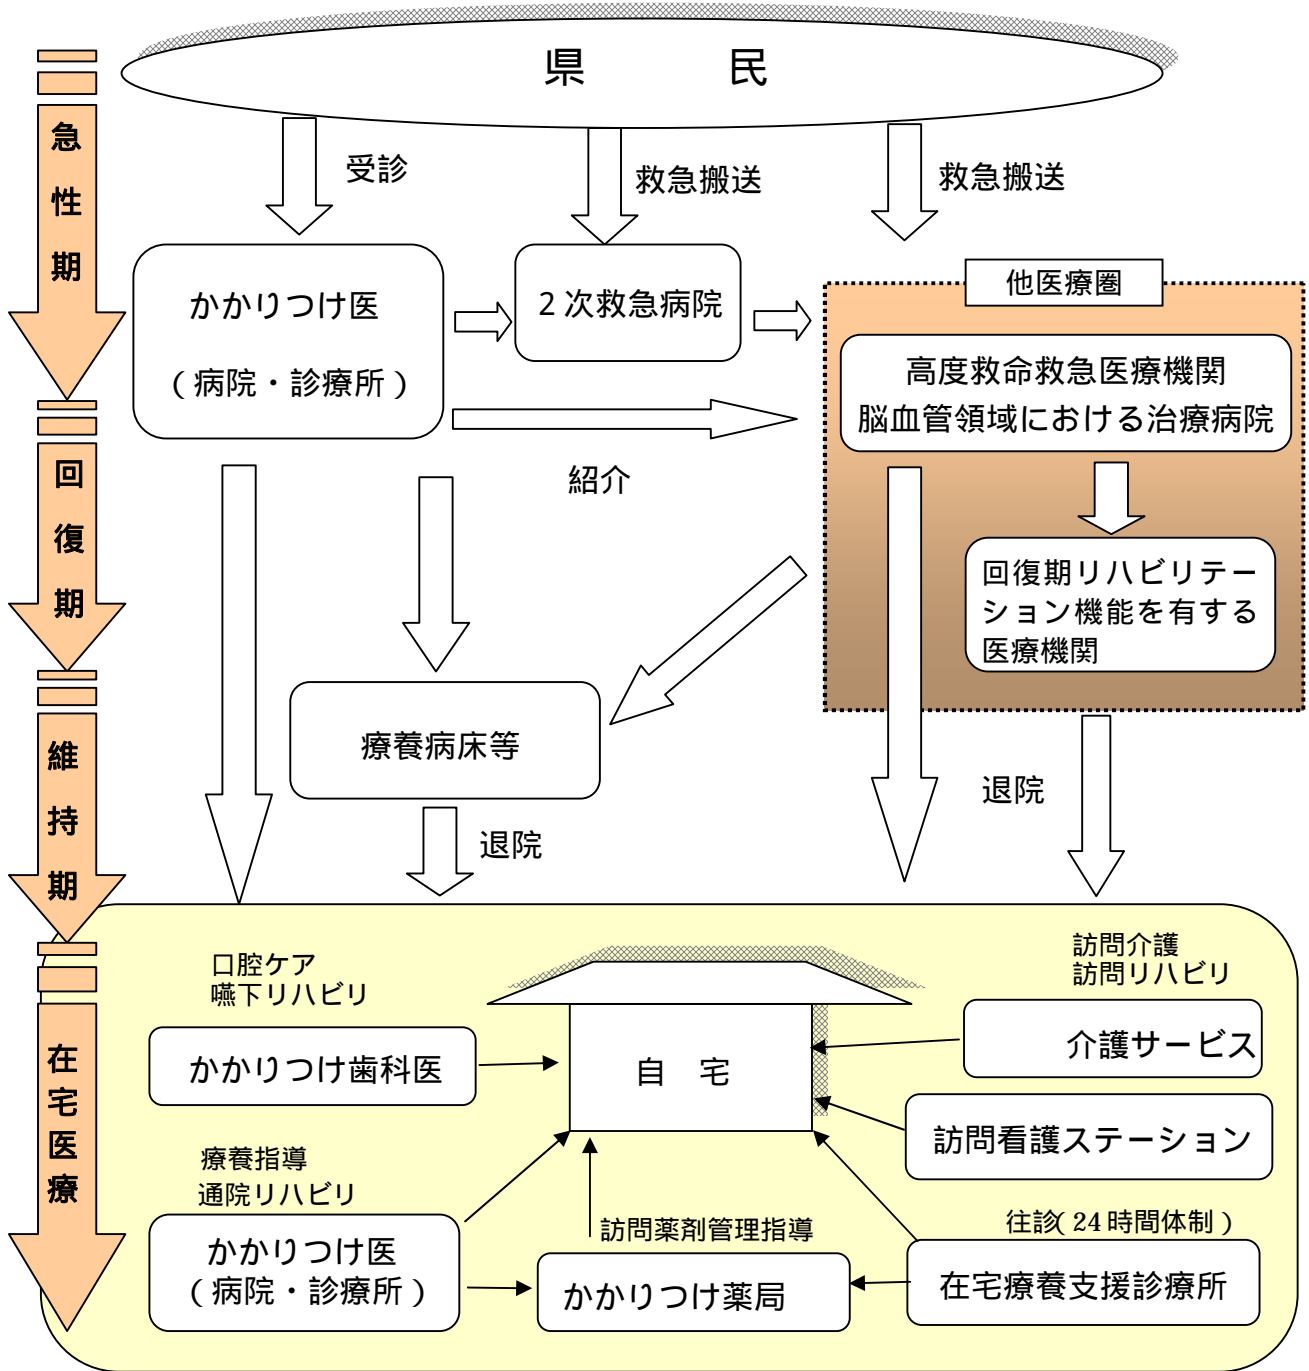 県　民
急性期
受診
救急搬送
救急搬送
他医療圏
かかりつけ医
（病院・診療所）
２次救急病院
高度救命救急医療機関
脳血管領域における治療病院
回復期
紹介
回復期リハビリテー
ション機能を有する
医療機関
維持期
療養病床等
退院
退院
在宅医療
口腔ケア
嚥下リハビリ
かかりつけ歯科医
自　宅
訪問介護
訪問リハビリ
介護サービス
訪問看護ステーション
療養指導
通院リハビリ
かかりつけ医
（病院・診療所）
訪問薬剤管理指導
かかりつけ薬局
往診（24時間体制）
在宅療養支援診療所